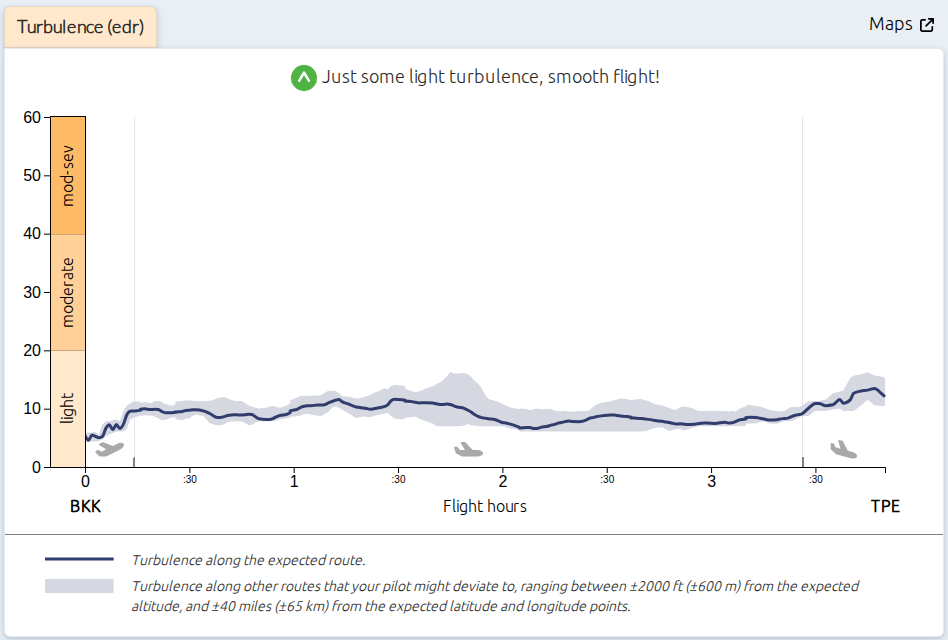 Turbulence (edr)
Maps
Just some light turbulence, smooth flight!
60
50
40
30
20
10
0
mod-sev
moderate
light
0 :30 1 :30 2 :30 3 :30
BKK Flight hours TPE
Turbulence along the expected route.
Turbulence along other routes that your pilot might deviate to, ranging between ±2000 ft (±600 m) from the expected
altitude, and ±40 miles (±65 km) from the expected latitude and longitude points.